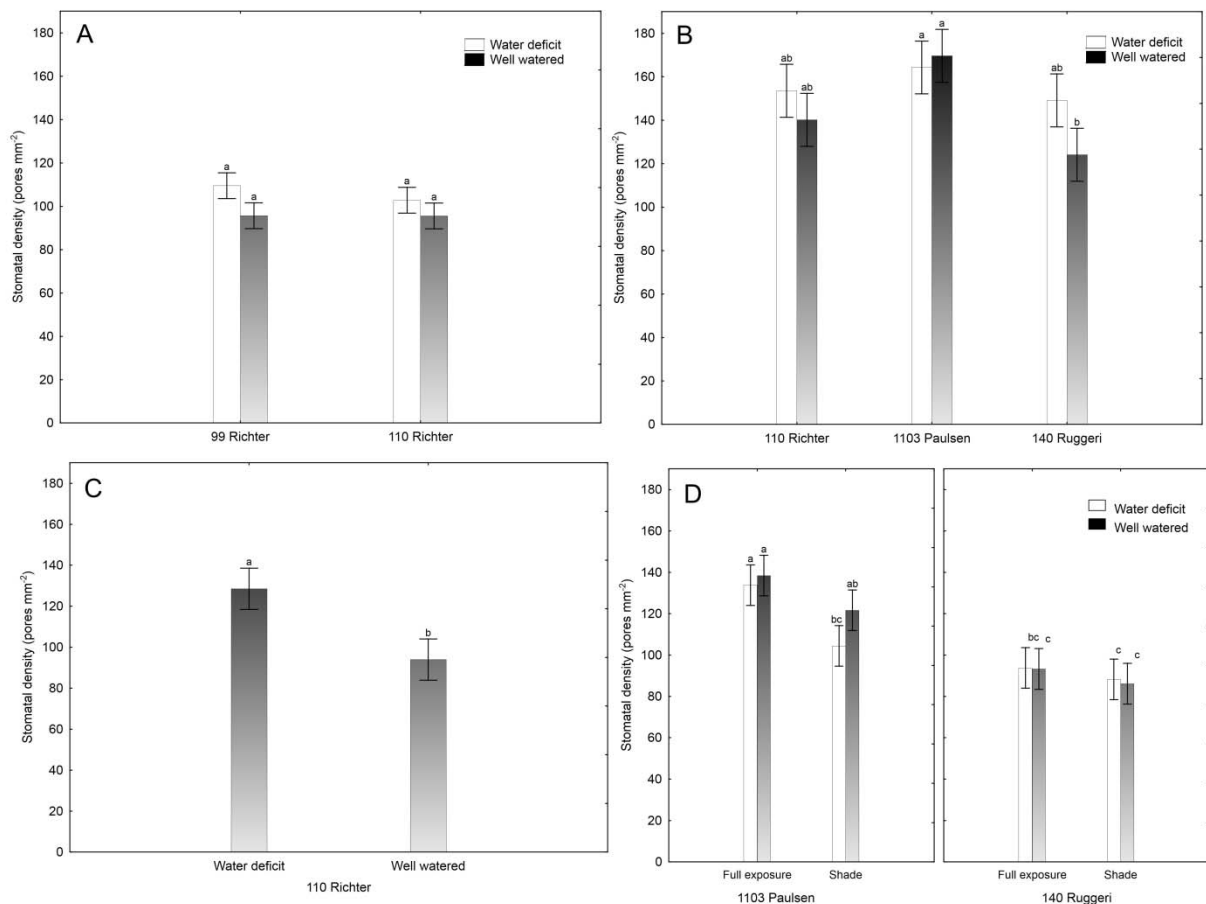 A
Water deficit
Well watered
Stomatal density (pores mm-2)
180
160
140
120
100
80
60
40
20
0
a
a
a
a
99 Richter
110 Richter
B
Water deficit
Well watered
Stomatal density (pores mm-2)
180
160
140
120
100
80
60
40
20
0
ab
ab
a
a
ab
b
110 Richter
1103 Paulsen
140 Ruggeri
C
Stomatal density (pores mm-2)
180
160
140
120
100
80
60
40
20
0
a
b
Water deficit
Well watered
110 Richter
D
Water deficit
Well watered
Stomatal density (pores mm-2)
180
160
140
120
100
80
60
40
20
0
a
a
bc
ab
bc
c
c
c
Full exposure
Shade
Full exposure
Shade
1103 Paulsen
140 Ruggeri